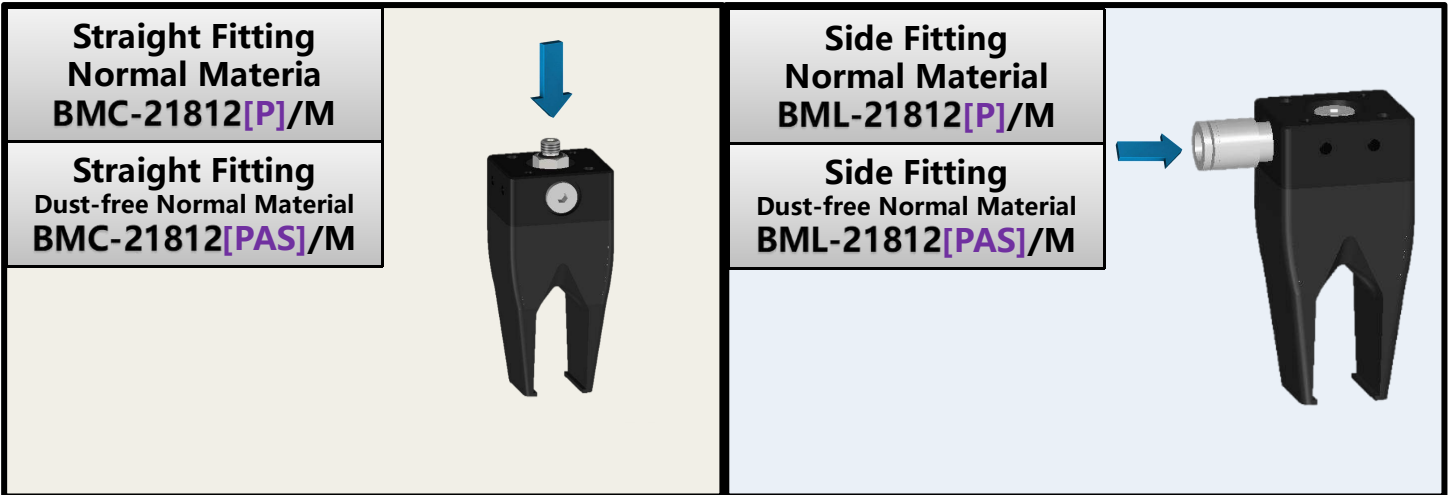 Straight Fitting
Normal Materia
BMC-21812[P]/M
Straight Fitting
Dust-free Normal Material
BMC-21812[PAS]/M
Side Fitting
Normal Material
BML-21812[P]/M
Side Fitting
Dust-free Normal Material
BML-21812[PAS]/M